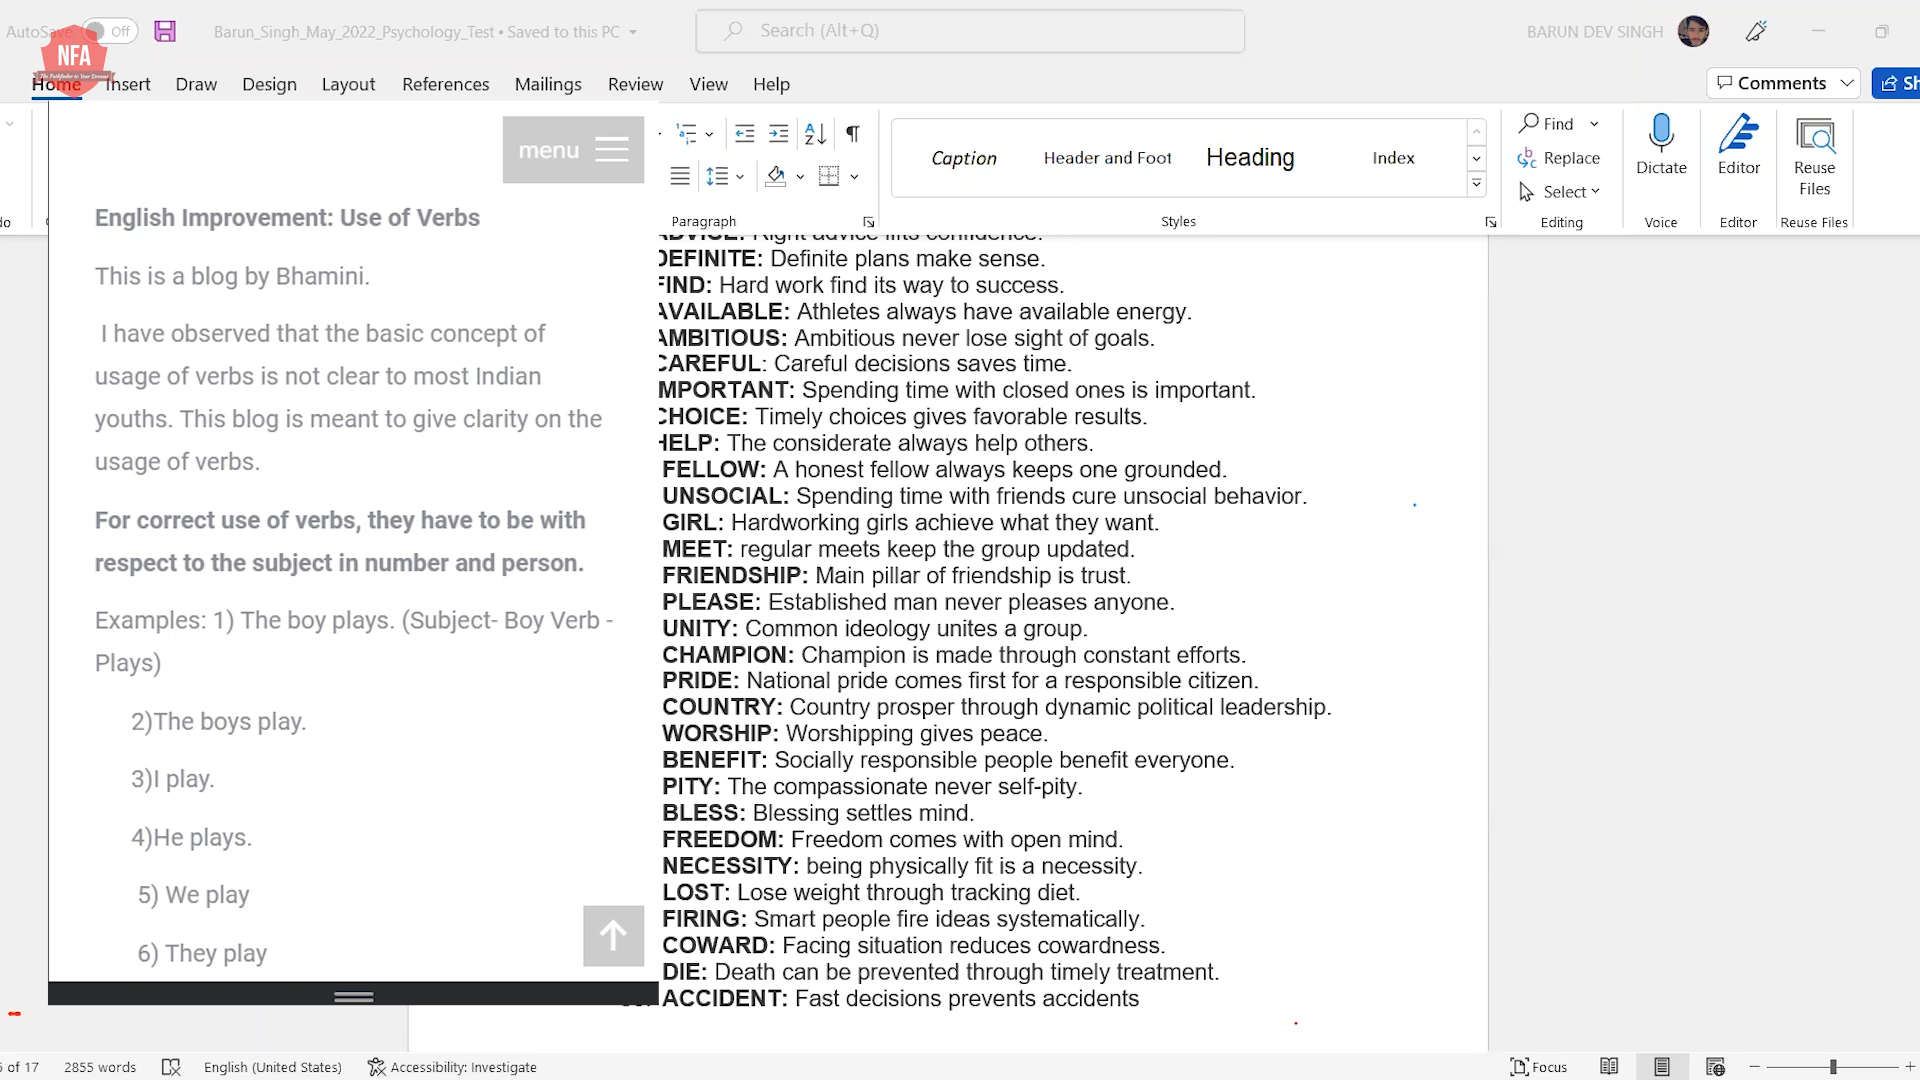 AutoSave Off Barun_Singh_May_2022_Psychology_Test • Saved to this PC Search (Alt+Q) BARUN DEV SINGH
NFA
The Pathfinder to Your Dreams
Home Insert Draw Design Layout References Mailings Review View Help Comments Sh
menu
Caption Header and Foot Heading Index
Find
Replace
Select
Dictate
Editor
Reuse
Files
Paragraph Styles Editing Voice Editor Reuse Files
English Improvement: Use of Verbs
This is a blog by Bhamini.
I have observed that the basic concept of
usage of verbs is not clear to most Indian
youths. This blog is meant to give clarity on the
usage of verbs.
For correct use of verbs, they have to be with
respect to the subject in number and person.
Examples: 1) The boy plays. (Subject- Boy Verb -
Plays)
2)The boys play.
3)I play.
4)He plays.
5) We play
6) They play
ADVICE: Right advice lifts confidence.
DEFINITE: Definite plans make sense.
FIND: Hard work find its way to success.
AVAILABLE: Athletes always have available energy.
AMBITIOUS: Ambitious never lose sight of goals.
CAREFUL: Careful decisions saves time.
IMPORTANT: Spending time with closed ones is important.
CHOICE: Timely choices gives favorable results.
HELP: The considerate always help others.
FELLOW: A honest fellow always keeps one grounded.
UNSOCIAL: Spending time with friends cure unsocial behavior.
GIRL: Hardworking girls achieve what they want.
MEET: regular meets keep the group updated.
FRIENDSHIP: Main pillar of friendship is trust.
PLEASE: Established man never pleases anyone.
UNITY: Common ideology unites a group.
CHAMPION: Champion is made through constant efforts.
PRIDE: National pride comes first for a responsible citizen.
COUNTRY: Country prosper through dynamic political leadership.
WORSHIP: Worshipping gives peace.
BENEFIT: Socially responsible people benefit everyone.
PITY: The compassionate never self-pity.
BLESS: Blessing settles mind.
FREEDOM: Freedom comes with open mind.
NECESSITY: being physically fit is a necessity.
LOST: Lose weight through tracking diet.
FIRING: Smart people fire ideas systematically.
COWARD: Facing situation reduces cowardness.
DIE: Death can be prevented through timely treatment.
ACCIDENT: Fast decisions prevents accidents
of 17 2855 words English (United States) Accessibility: Investigate Focus